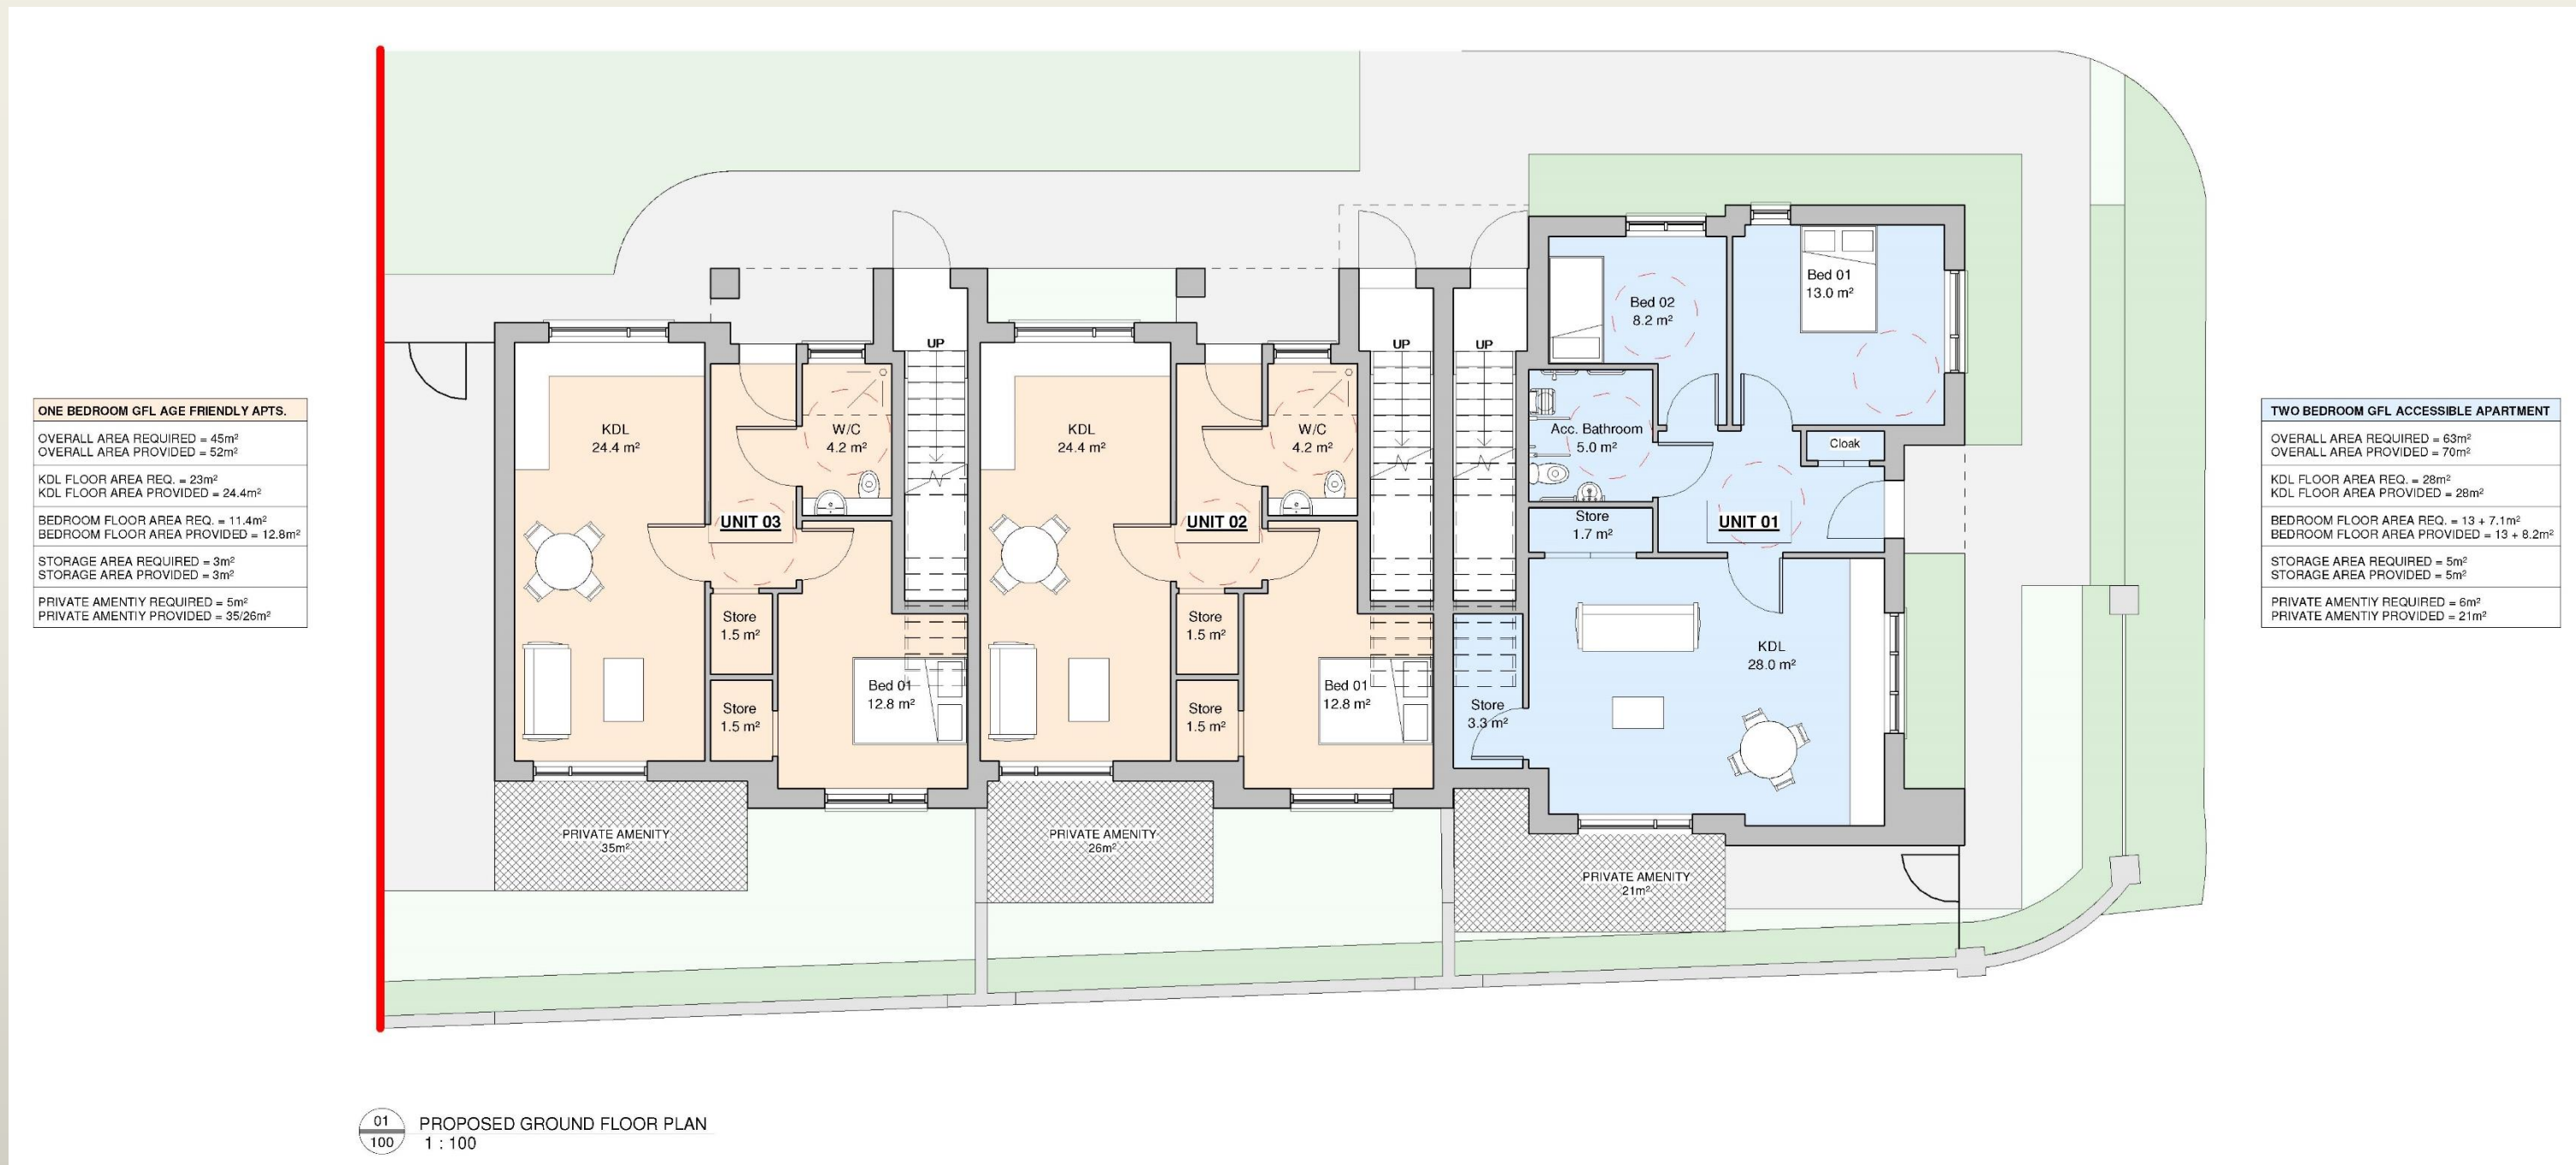 ONE BEDROOM GFL AGE FRIENDLY APTS.
OVERALL AREA REQUIRED = 45m²
OVERALL AREA PROVIDED = 52m²
KDL FLOOR AREA REQ. = 23m²
KDL FLOOR AREA PROVIDED = 24.4m²
BEDROOM FLOOR AREA REQ. = 11.4m²
BEDROOM FLOOR AREA PROVIDED = 12.8m²
STORAGE AREA REQUIRED = 3m²
STORAGE AREA PROVIDED = 3m²
PRIVATE AMENTIY REQUIRED = 5m²
PRIVATE AMENTIY PROVIDED = 35/26m²
KDL
24.4 m²
W/C
4.2 m²
UP
UNIT 03
Store
1.5 m²
Store
1.5 m²
Bed 01
12.8 m²
PRIVATE AMENITY
35m²
KDL
24.4 m²
W/C
4.2 m²
UP
UNIT 02
Store
1.5 m²
Store
1.5 m²
Bed 01
12.8 m²
PRIVATE AMENITY
26m²
UP
Bed 02
8.2 m²
Bed 01
13.0 m²
Acc. Bathroom
5.0 m²
Cloak
Store
1.7 m²
UNIT 01
KDL
28.0 m²
Store
3.3 m²
PRIVATE AMENITY
21m²
TWO BEDROOM GFL ACCESSIBLE APARTMENT
OVERALL AREA REQUIRED = 63m²
OVERALL AREA PROVIDED = 70m²
KDL FLOOR AREA REQ. = 28m²
KDL FLOOR AREA PROVIDED = 28m²
BEDROOM FLOOR AREA REQ. = 13 + 7.1m²
BEDROOM FLOOR AREA PROVIDED = 13 + 8.2m²
STORAGE AREA REQUIRED = 5m²
STORAGE AREA PROVIDED = 5m²
PRIVATE AMENTIY REQUIRED = 6m²
PRIVATE AMENTIY PROVIDED = 21m²
01
100
PROPOSED GROUND FLOOR PLAN
1 : 100